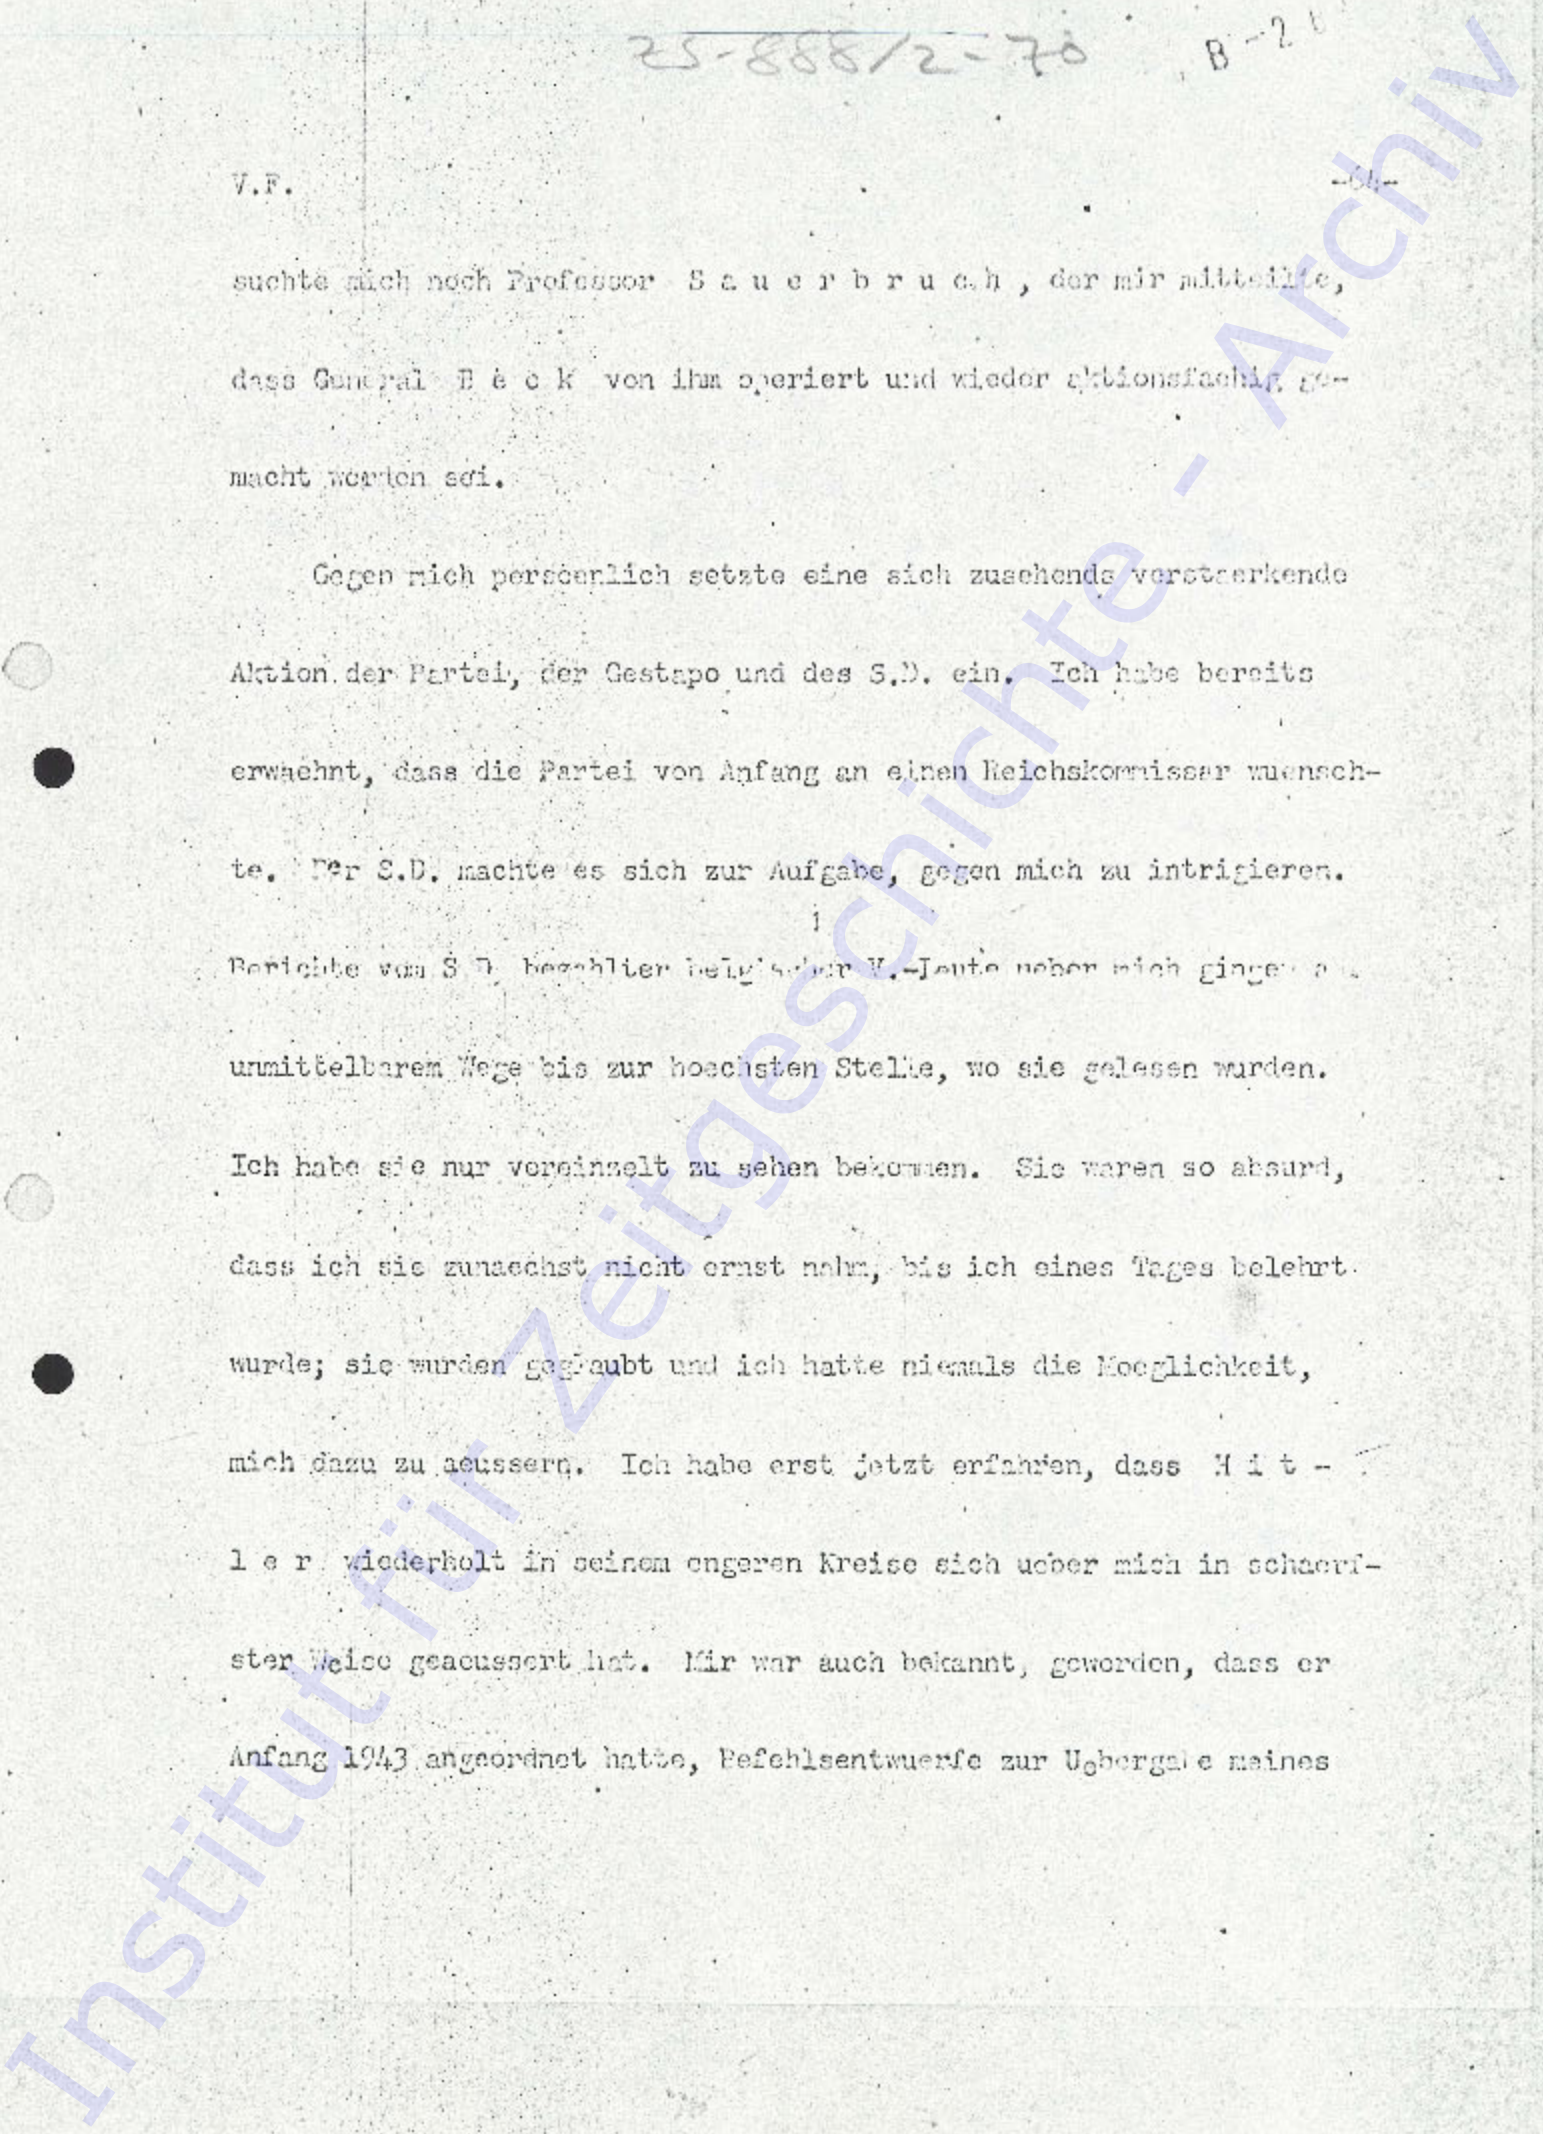 ZS-888/2-70
B-2
V.F.
-64-
suchte mich noch Professor S a u e r b r u c h , der mir mitteilte,
dass General B e c k von ihm operiert und wieder aktionsfaehig ge-
macht worden sei.
Gegen mich persoenlich setzte eine sich zusehends verstaerkende
Aktion der Partei, der Gestapo und des S.D. ein. Ich habe bereits
erwaehnt, dass die Partei von Anfang an einen Reichskommissar wuensch-
te. Der S.D. machte es sich zur Aufgabe, gegen mich zu intrigieren.
Berichte vom S.D. bezahlter belgischer V.-Leute ueber mich gingen
unmittelbarem Wege bis zur hoechsten Stelle, wo sie gelesen wurden.
Ich habe sie nur vereinzelt zu sehen bekommen. Sie waren so absurd,
dass ich sie zunaechst nicht ernst nahm, bis ich eines Tages belehrt
wurde; sie wurden geglaubt und ich hatte niemals die Moeglichkeit,
mich dazu zu aeussern. Ich habe erst jetzt erfahren, dass H i t -
l e r wiederholt in seinem engeren Kreise sich ueber mich in schaerf-
ster Weise geaeussert hat. Mir war auch bekannt, geworden, dass er
Anfang 1943 angeordnet hatte, Befehlsentwuerfe zur Uebergabe meines
Institut für Zeitgeschichte - Archiv